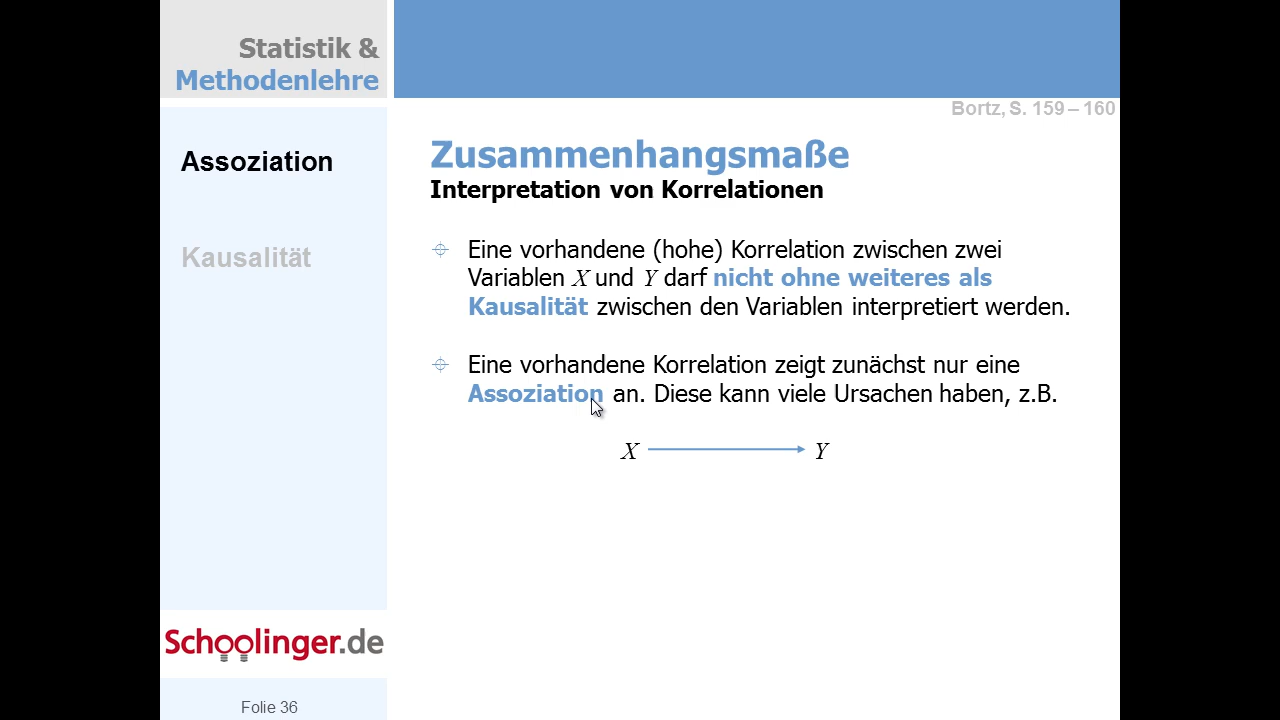 Statistik &
Methodenlehre
Bortz, S. 159 – 160
Assoziation
Kausalität
Zusammenhangsmaße
Interpretation von Korrelationen
Eine vorhandene (hohe) Korrelation zwischen zwei
Variablen X und Y darf nicht ohne weiteres als
Kausalität zwischen den Variablen interpretiert werden.
Eine vorhandene Korrelation zeigt zunächst nur eine
Assoziation an. Diese kann viele Ursachen haben, z.B.
X Y
Schoolinger.de
Folie 36